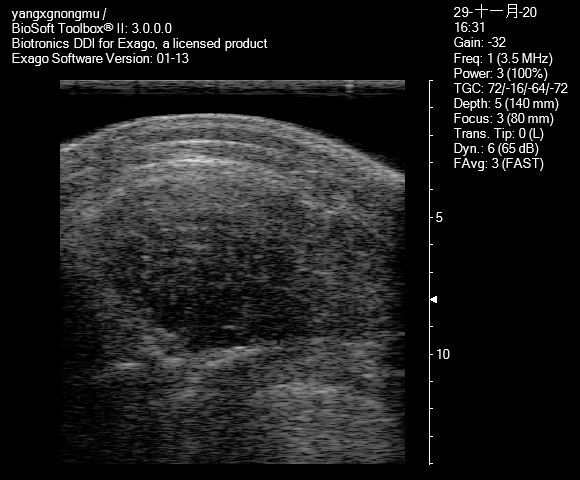 yangxgnongmu /
BioSoft Toolbox® II: 3.0.0.0
Biotronics DDI for Exago, a licensed product
Exago Software Version: 01-13
29-十一月-20
16:31
Gain: -32
Freq: 1 (3.5 MHz)
Power: 3 (100%)
TGC: 72/-16/-64/-72
Depth: 5 (140 mm)
Focus: 3 (80 mm)
Trans. Tip: 0 (L)
Dyn.: 6 (65 dB)
FAvg: 3 (FAST)
5
10